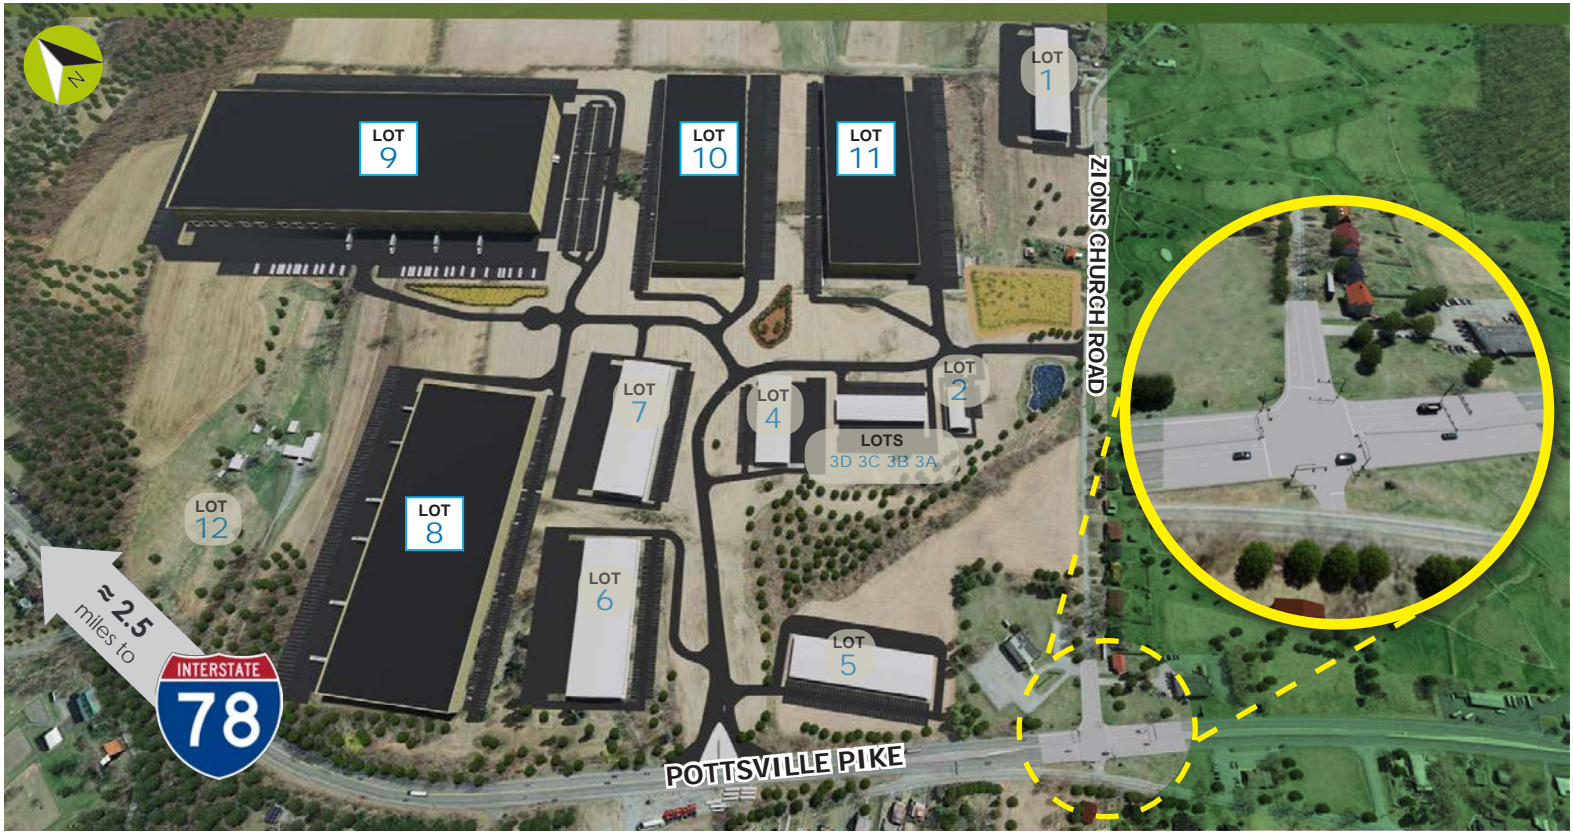 N
LOT
1
LOT
9
LOT
10
LOT
11
ZIONS CHURCH ROAD
LOT
2
LOT
7
LOT
4
LOTS
3D 3C 3B 3A
LOT
12
LOT
8
LOT
6
LOT
5
≈ 2.5
miles to
INTERSTATE
78
POTTSVILLE PIKE